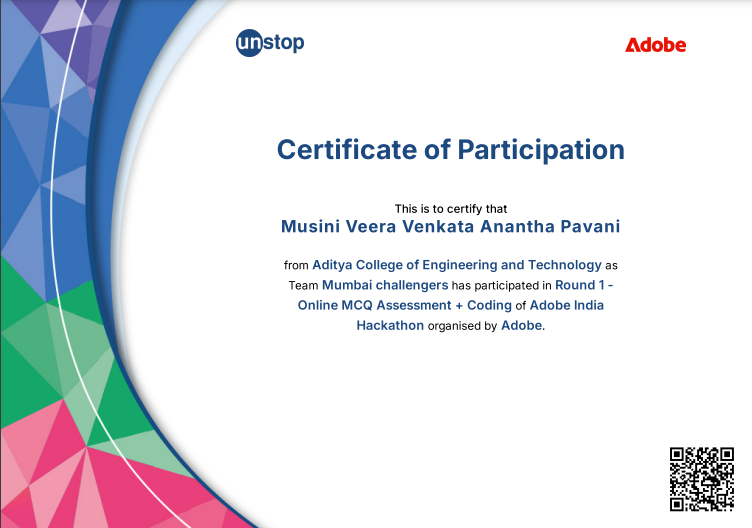 unstop
Adobe
Certificate of Participation
This is to certify that
Musini Veera Venkata Anantha Pavani
from Aditya College of Engineering and Technology as
Team Mumbai challengers has participated in Round 1 -
Online MCQ Assessment + Coding of Adobe India
Hackathon organised by Adobe.